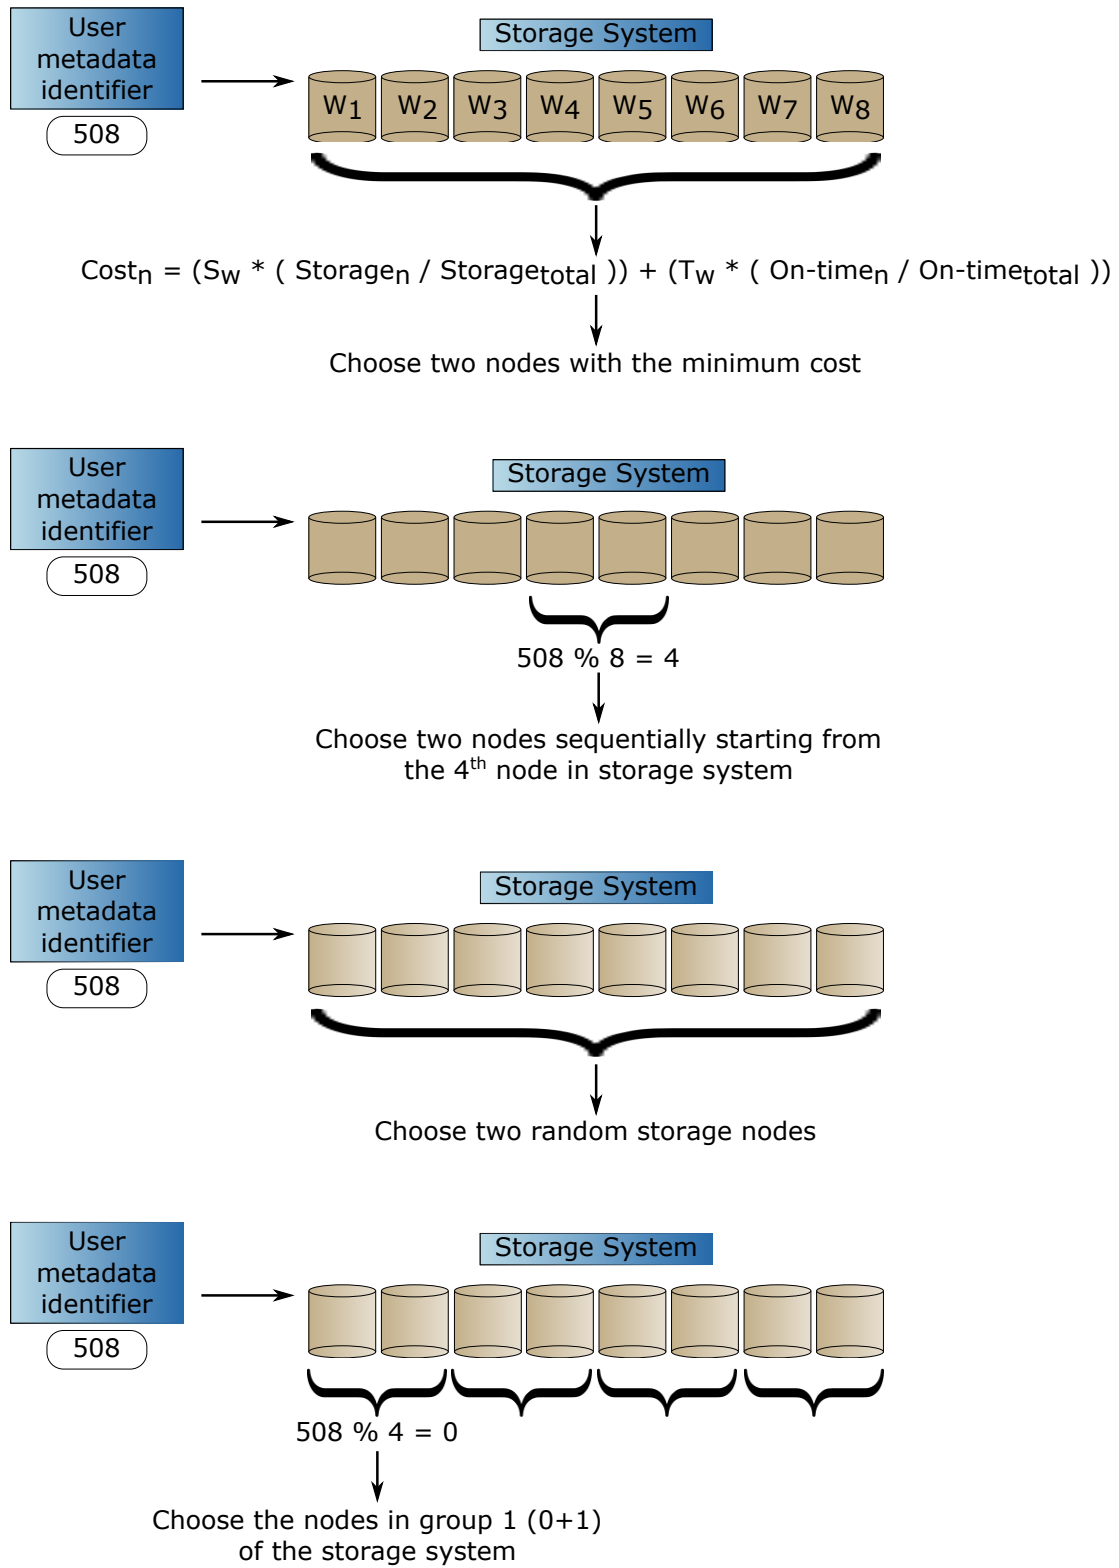 User
metadata
identifier
508
Storage System
W1 W2 W3 W4 W5 W6 W7 W8
Costn = (Sw * ( Storagen / Storagetotal )) + (Tw * ( On-timen / On-timetotal ))
Choose two nodes with the minimum cost
User
metadata
identifier
508
Storage System
508 % 8 = 4
Choose two nodes sequentially starting from
the 4th node in storage system
User
metadata
identifier
508
Storage System
Choose two random storage nodes
User
metadata
identifier
508
Storage System
508 % 4 = 0
Choose the nodes in group 1 (0+1)
of the storage system